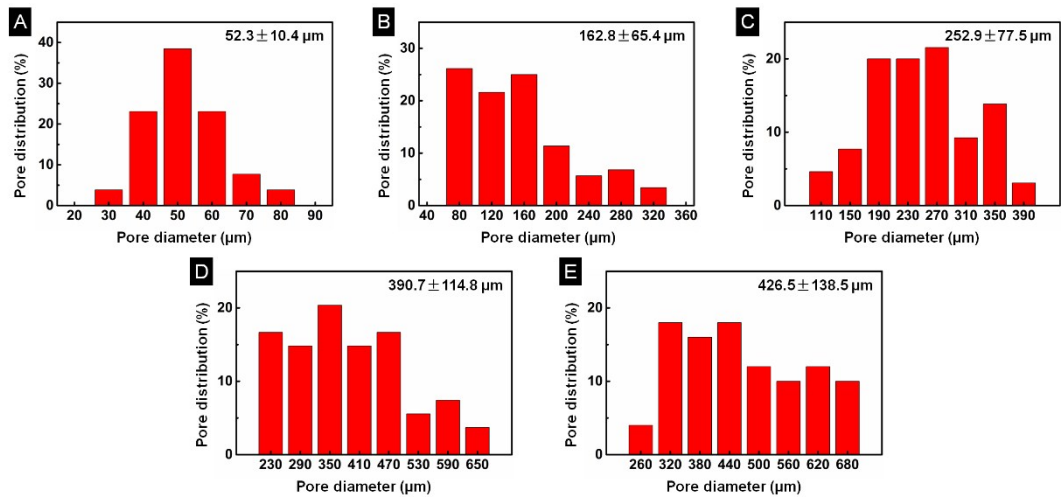 A
52.3±10.4 μm
Pore distribution (%)
40
30
20
10
0
20 30 40 50 60 70 80 90
Pore diameter (μm)
B
162.8±65.4 μm
Pore distribution (%)
30
20
10
0
40 80 120 160 200 240 280 320 360
Pore diameter (μm)
C
252.9±77.5 μm
Pore distribution (%)
20
10
0
110 150 190 230 270 310 350 390
Pore diameter (μm)
D
390.7±114.8 μm
Pore distribution (%)
20
10
0
230 290 350 410 470 530 590 650
Pore diameter (μm)
E
426.5±138.5 μm
Pore distribution (%)
20
10
0
260 320 380 440 500 560 620 680
Pore diameter (μm)